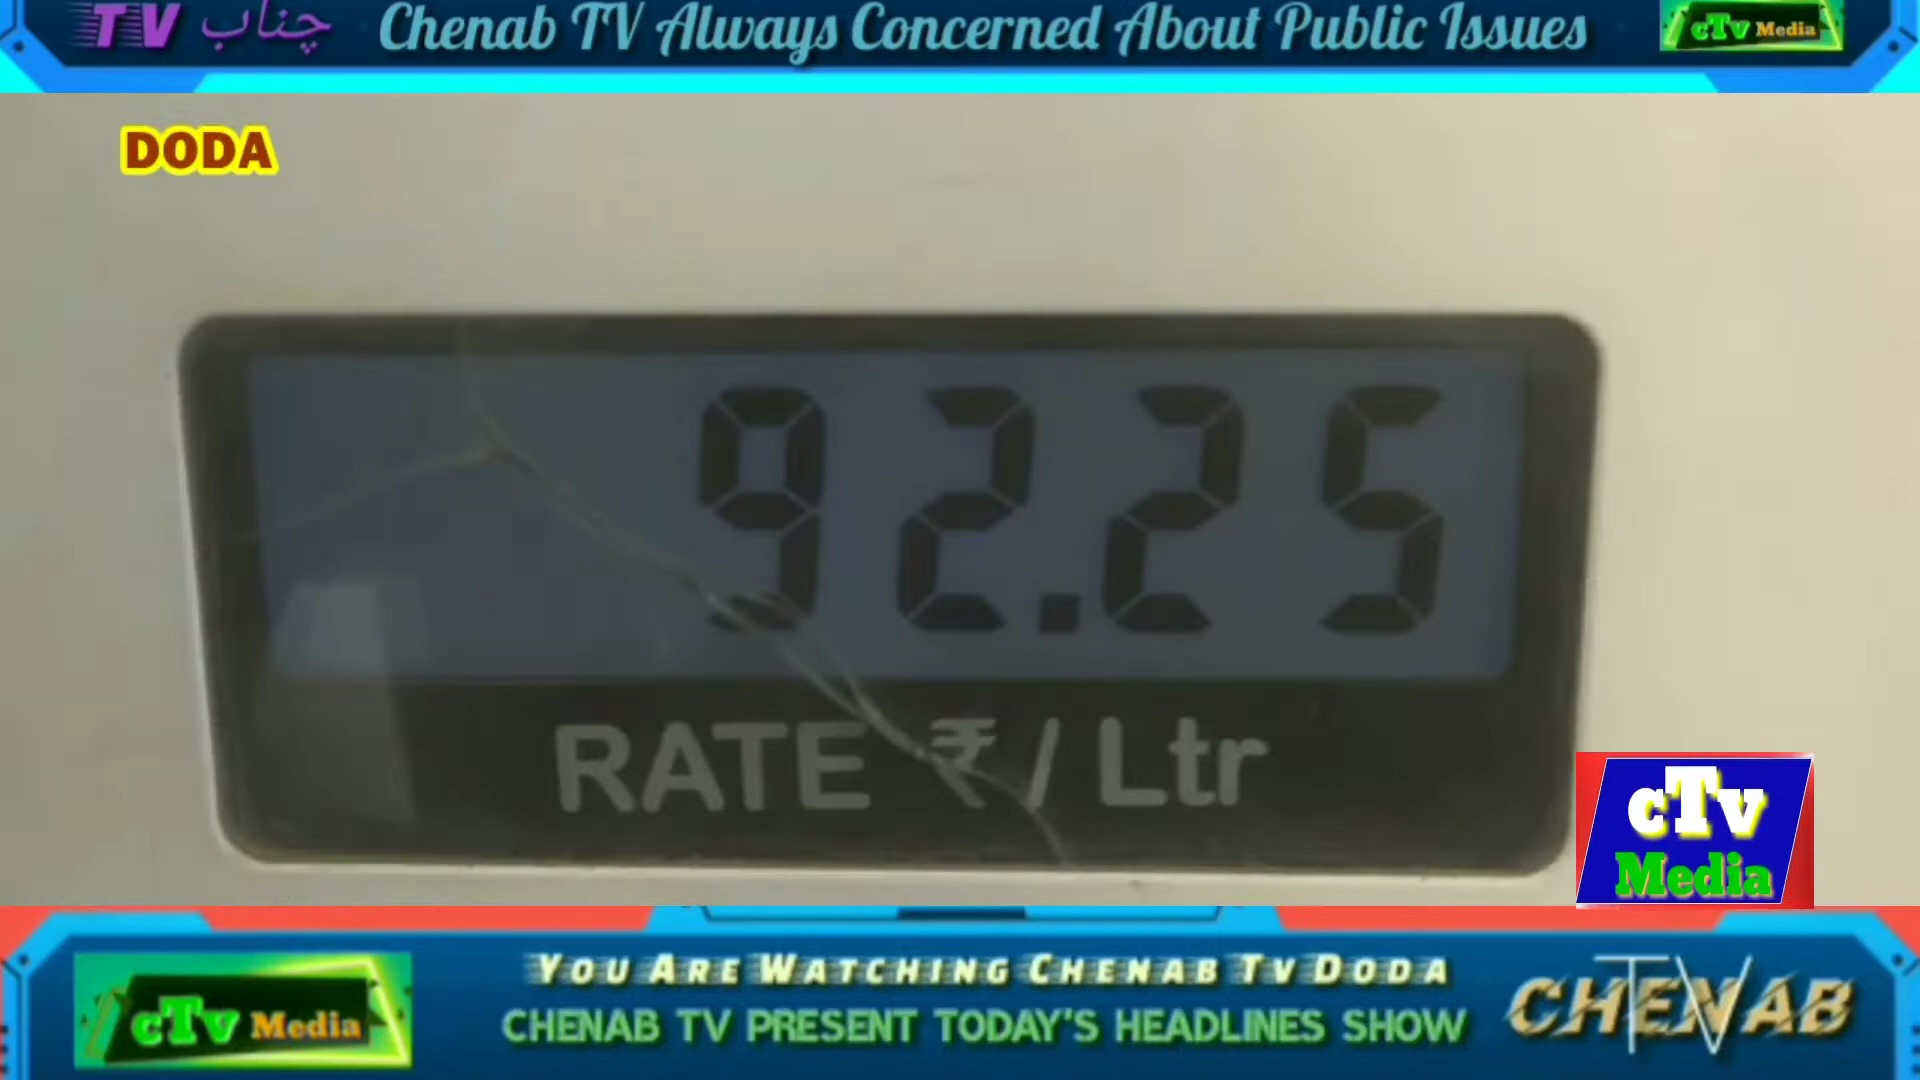 TV چناب
Chenab TV Always Concerned About Public Issues
cTv Media
DODA
92.25
RATE ₹/Ltr
cTv
Media
cTv Media
YOU ARE WATCHING CHENAB TV DODA
CHENAB TV PRESENT TODAY'S HEADLINES SHOW
CHENAB
TV